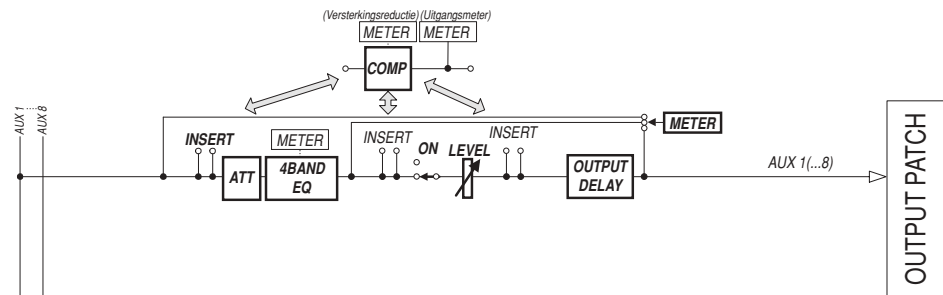 (Versterkingsreductie) (Uitgangsmeter)
METER METER
COMP
AUX 1
AUX 8
METER
INSERT
METER
INSERT
ON
LEVEL
INSERT
ATT
4BAND
EQ
OUTPUT
DELAY
AUX 1(...8)
OUTPUT PATCH